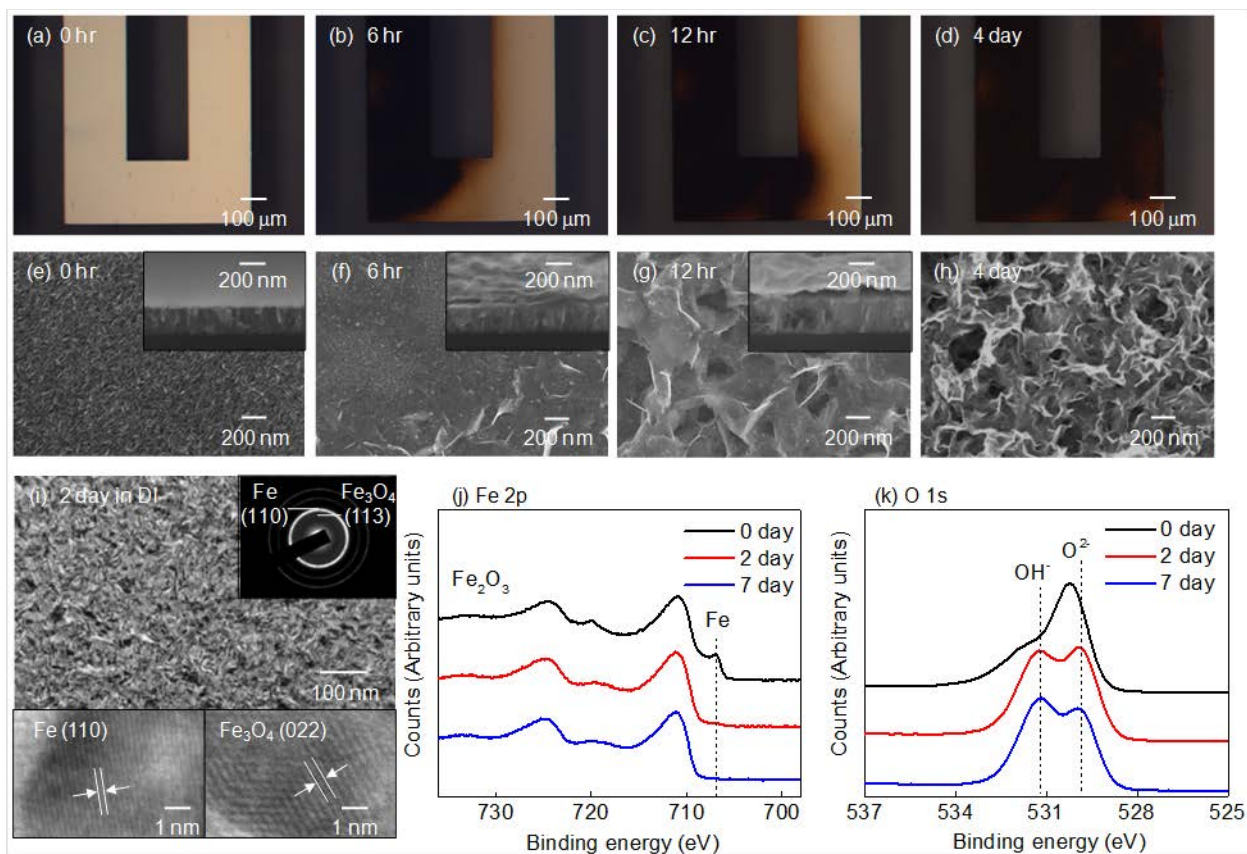 (a) 0 hr
100 μm
(b) 6 hr
100 μm
(c) 12 hr
100 μm
(d) 4 day
100 μm
(e) 0 hr
200 nm
200 nm
(f) 6 hr
200 nm
200 nm
(g) 12 hr
200 nm
200 nm
(h) 4 day
200 nm
(i) 2 day in DI
Fe
(110)
Fe₃O₄
(113)
100 nm
Fe (110)
1 nm
Fe₃O₄ (022)
1 nm
(j) Fe 2p
0 day
2 day
7 day
Fe₂O₃
Fe
Counts (Arbitrary units)
730 720 710 700
Binding energy (eV)
(k) O 1s
0 day
2 day
7 day
OH⁻
O²⁻
Counts (Arbitrary units)
537 534 531 528 525
Binding energy (eV)